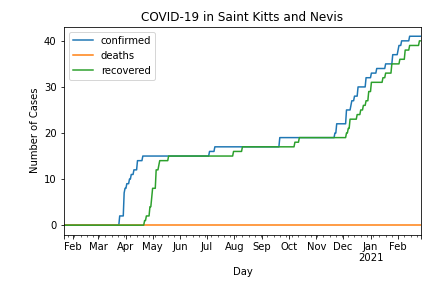 COVID-19 in Saint Kitts and Nevis
confirmed
deaths
recovered
Number of Cases
40
30
20
10
0
Feb Mar Apr May Jun Jul Aug Sep Oct Nov Dec Jan Feb
2021
Day